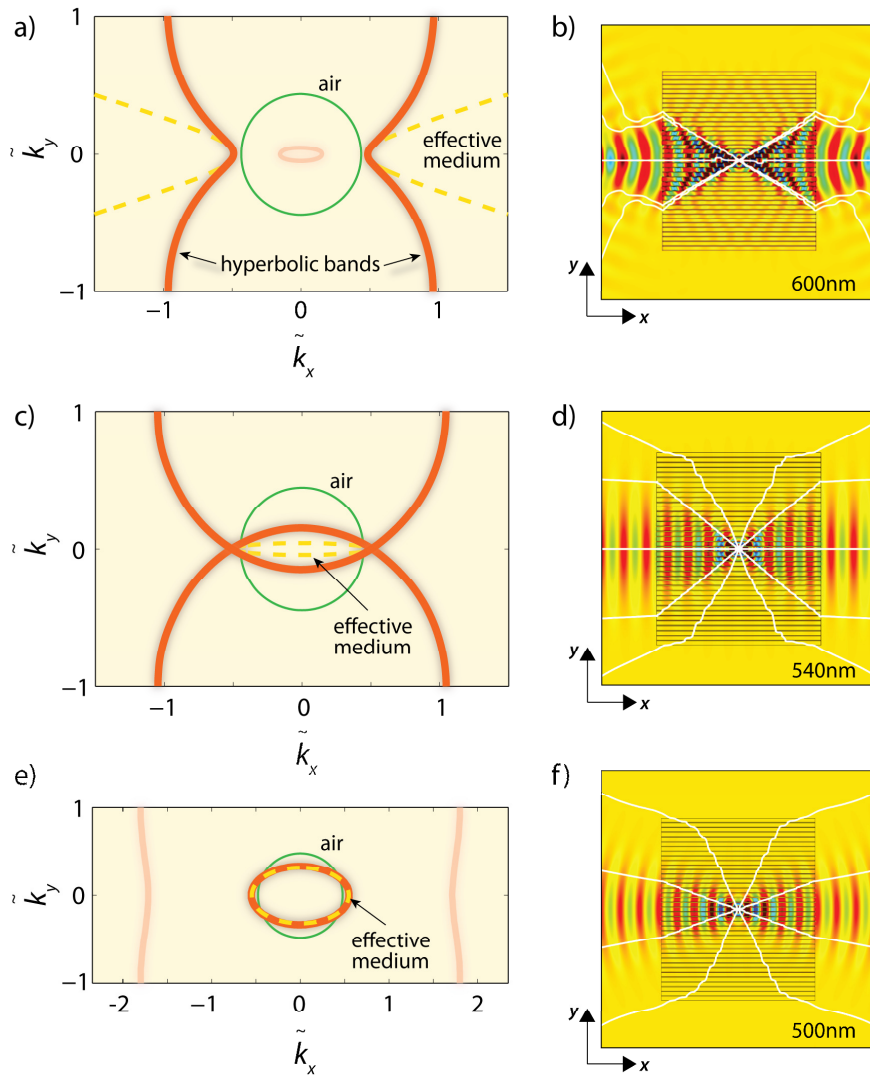 a)
1
0
−1
k̃y
−1
0
1
k̃x
air
effective
medium
hyperbolic bands
b)
y
x
600nm
c)
1
0
−1
k̃y
−1
0
1
k̃x
air
effective
medium
d)
y
x
540nm
e)
1
0
−1
k̃y
-2
−1
0
1
2
k̃x
air
effective
medium
f)
y
x
500nm